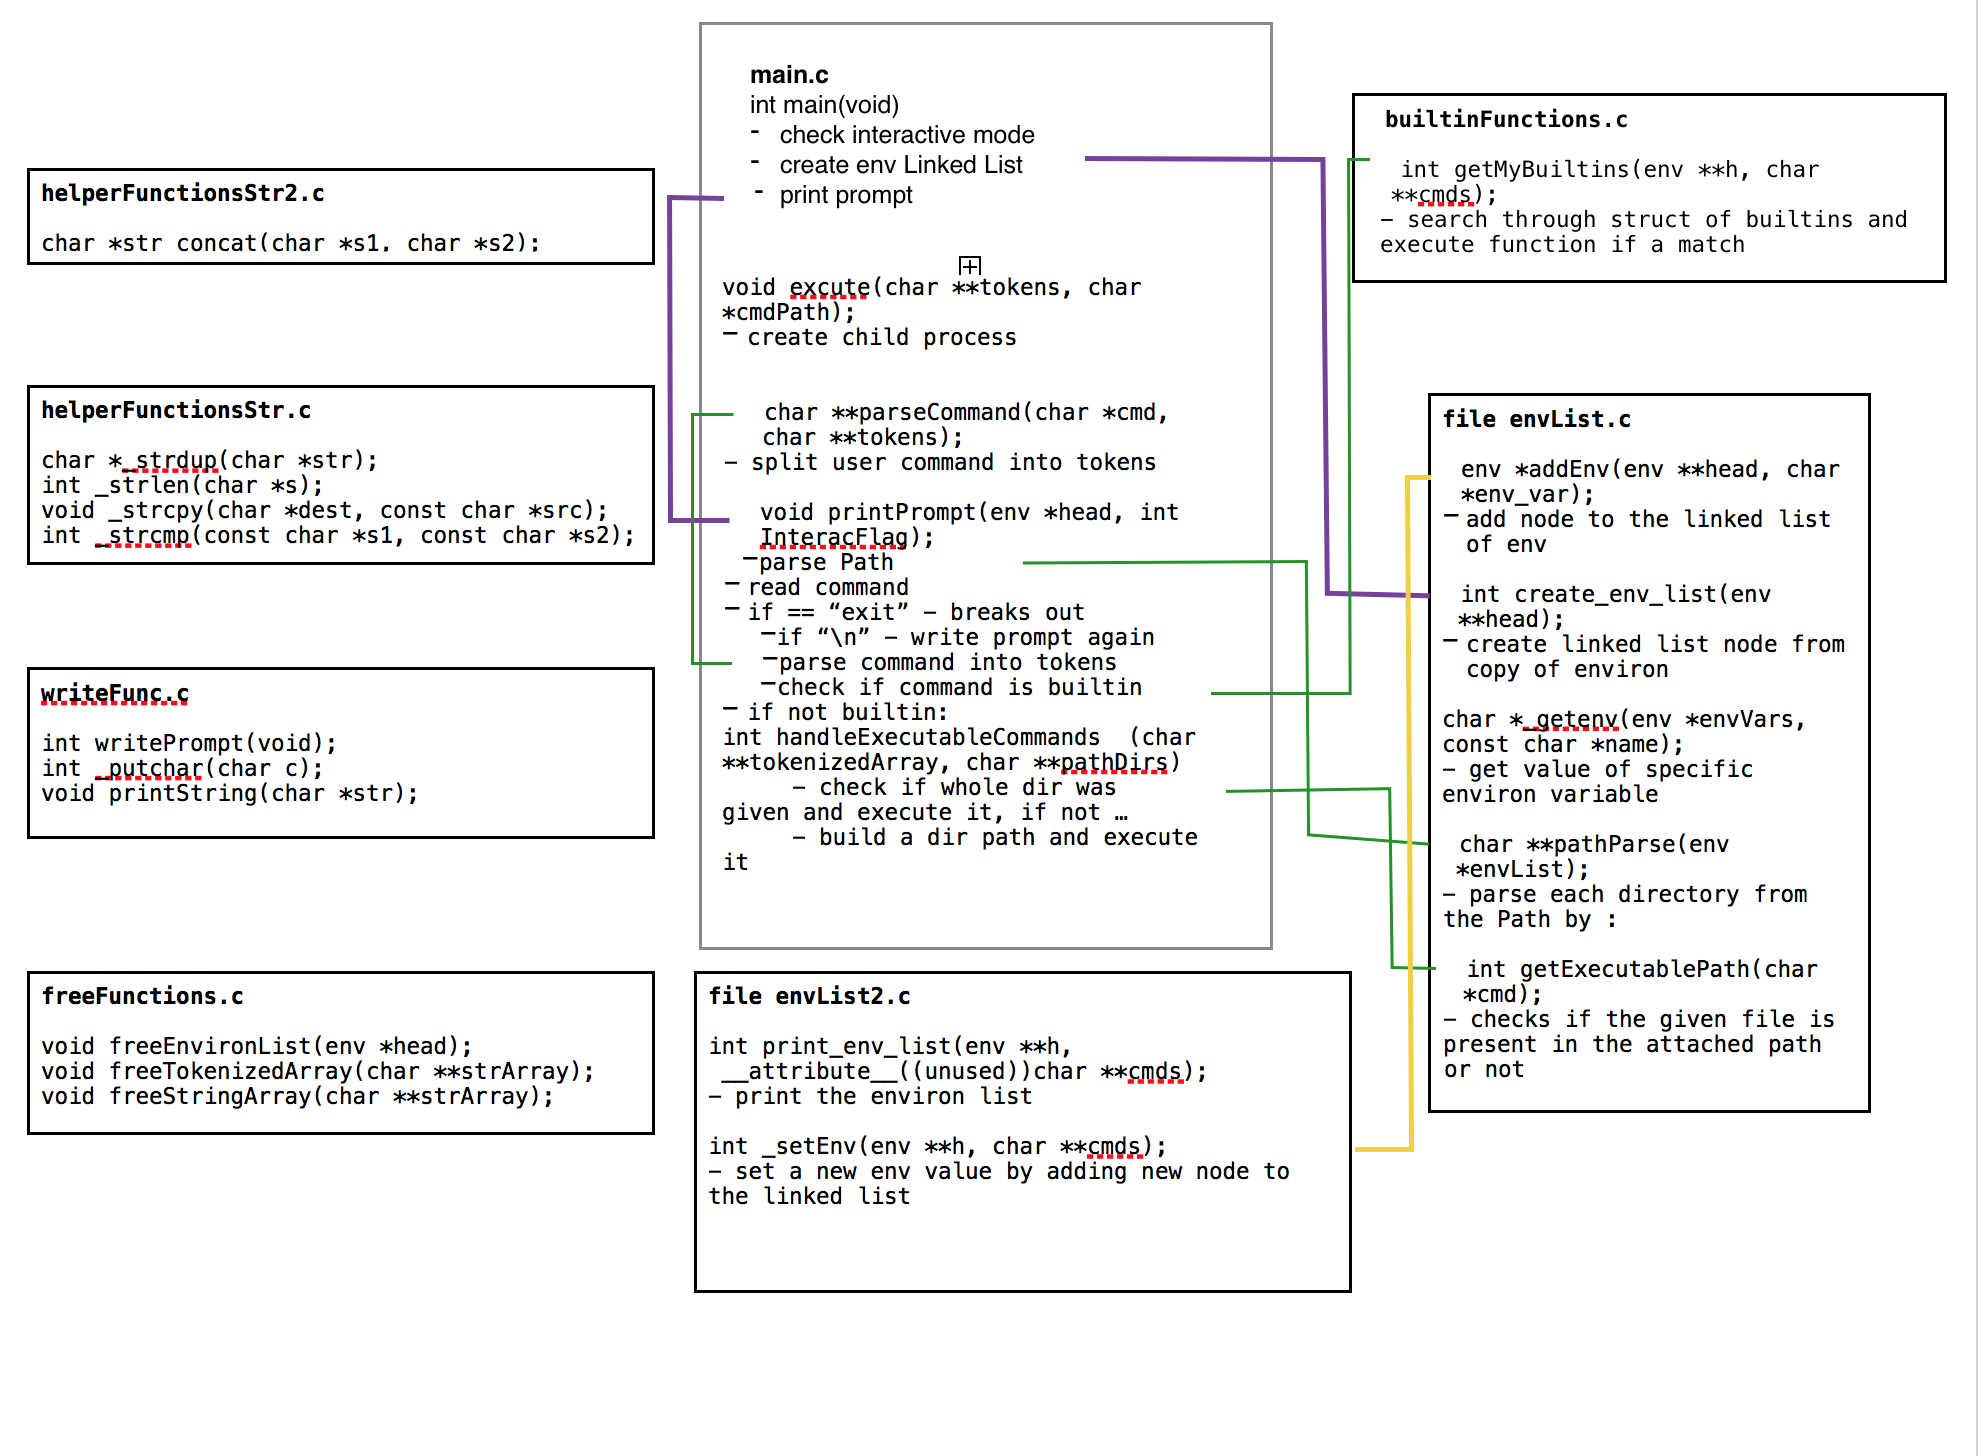 main.c
int main(void)
- check interactive mode
- create env Linked List
- print prompt
void excute(char **tokens, char
*cmdPath);
– create child process
char **parseCommand(char *cmd,
char **tokens);
– split user command into tokens
void printPrompt(env *head, int
InteracFlag);
–parse Path
– read command
– if == “exit” – breaks out
–if “\n” – write prompt again
–parse command into tokens
–check if command is builtin
– if not builtin:
int handleExecutableCommands (char
**tokenizedArray, char **pathDirs)
– check if whole dir was
given and execute it, if not …
– build a dir path and execute
it
helperFunctionsStr2.c
char *str concat(char *s1, char *s2);
helperFunctionsStr.c
char *_strdup(char *str);
int _strlen(char *s);
void _strcpy(char *dest, const char *src);
int _strcmp(const char *s1, const char *s2);
writeFunc.c
int writePrompt(void);
int _putchar(char c);
void printString(char *str);
freeFunctions.c
void freeEnvironList(env *head);
void freeTokenizedArray(char **strArray);
void freeStringArray(char **strArray);
file envList2.c
int print_env_list(env **h,
__attribute__((unused))char **cmds);
– print the environ list
int _setEnv(env **h, char **cmds);
– set a new env value by adding new node to
the linked list
builtinFunctions.c
int getMyBuiltins(env **h, char
**cmds);
– search through struct of builtins and
execute function if a match
file envList.c
env *addEnv(env **head, char
*env_var);
– add node to the linked list
of env
int create_env_list(env
**head);
– create linked list node from
copy of environ
char *_getenv(env *envVars,
const char *name);
– get value of specific
environ variable
char **pathParse(env
*envList);
– parse each directory from
the Path by :
int getExecutablePath(char
*cmd);
– checks if the given file is
present in the attached path
or not